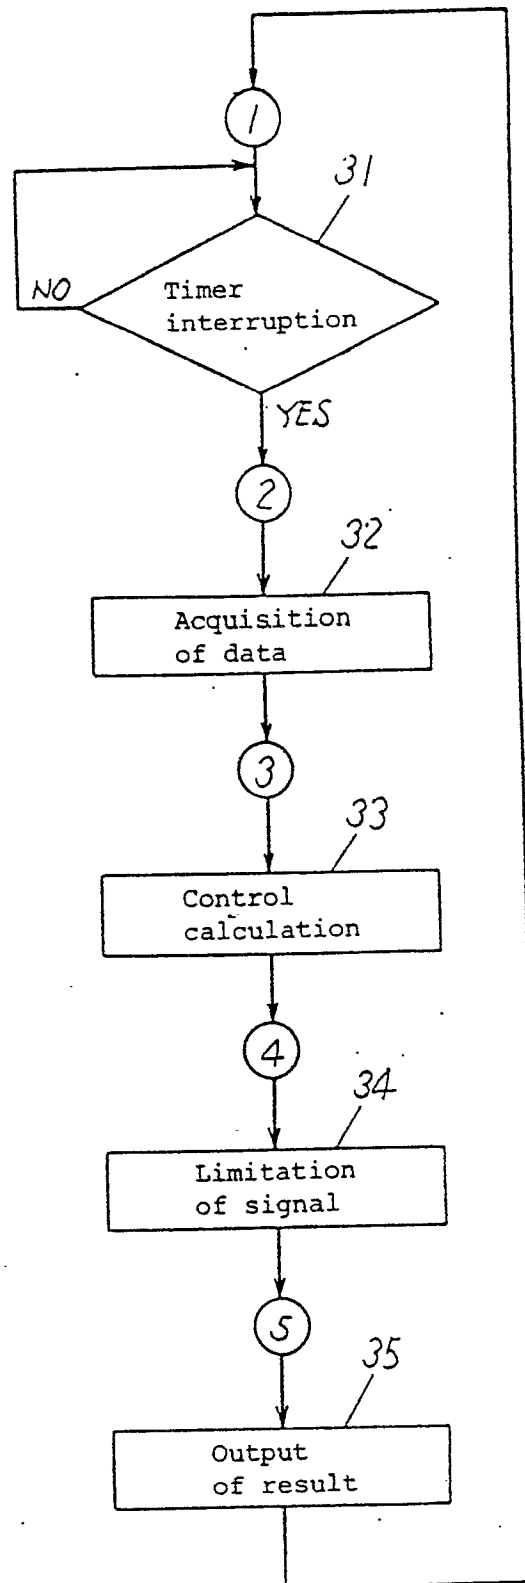 1
31
NO
Timer
interruption
YES
2
32
Acquisition
of data
3
33
Control
calculation
4
34
Limitation
of signal
5
35
Output
of result